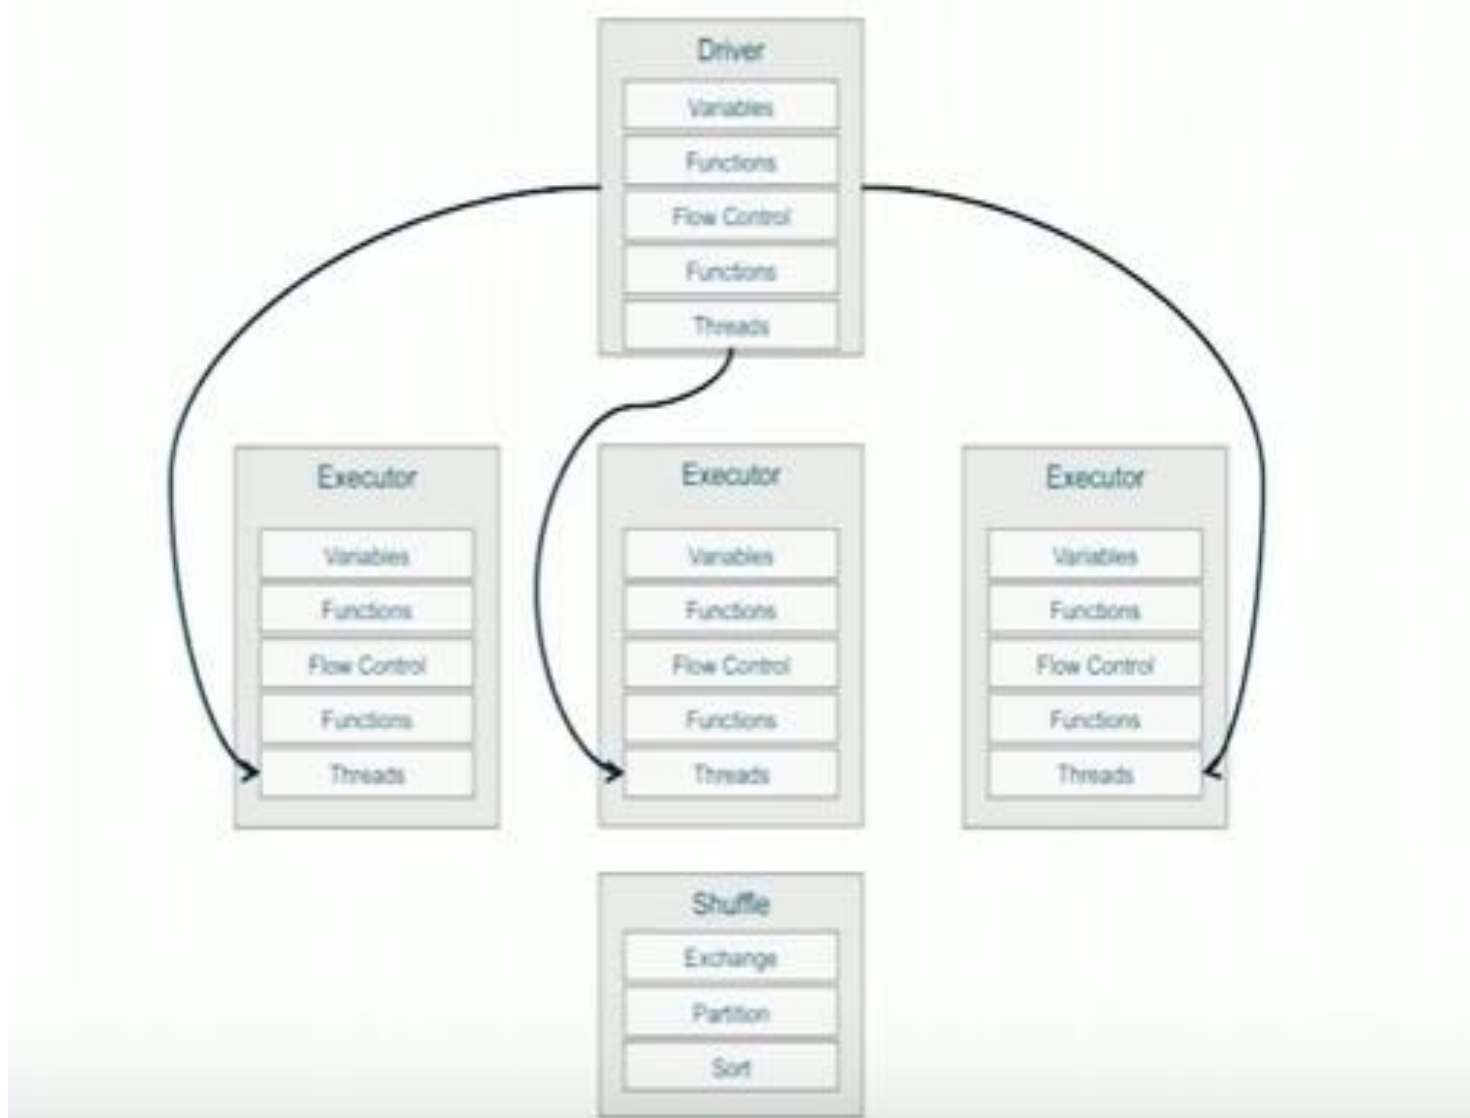 Driver
Variables
Functions
Flow Control
Functions
Threads
Executor
Variables
Functions
Flow Control
Functions
Threads
Executor
Variables
Functions
Flow Control
Functions
Threads
Executor
Variables
Functions
Flow Control
Functions
Threads
Shuffle
Exchange
Partition
Sort